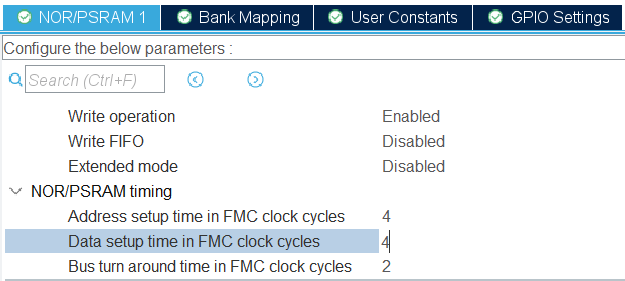 NOR/PSRAM 1 Bank Mapping User Constants GPIO Settings
Configure the below parameters :
Search (Ctrl+F)
Write operation Enabled
Write FIFO Disabled
Extended mode Disabled
NOR/PSRAM timing
Address setup time in FMC clock cycles 4
Data setup time in FMC clock cycles 4
Bus turn around time in FMC clock cycles 2